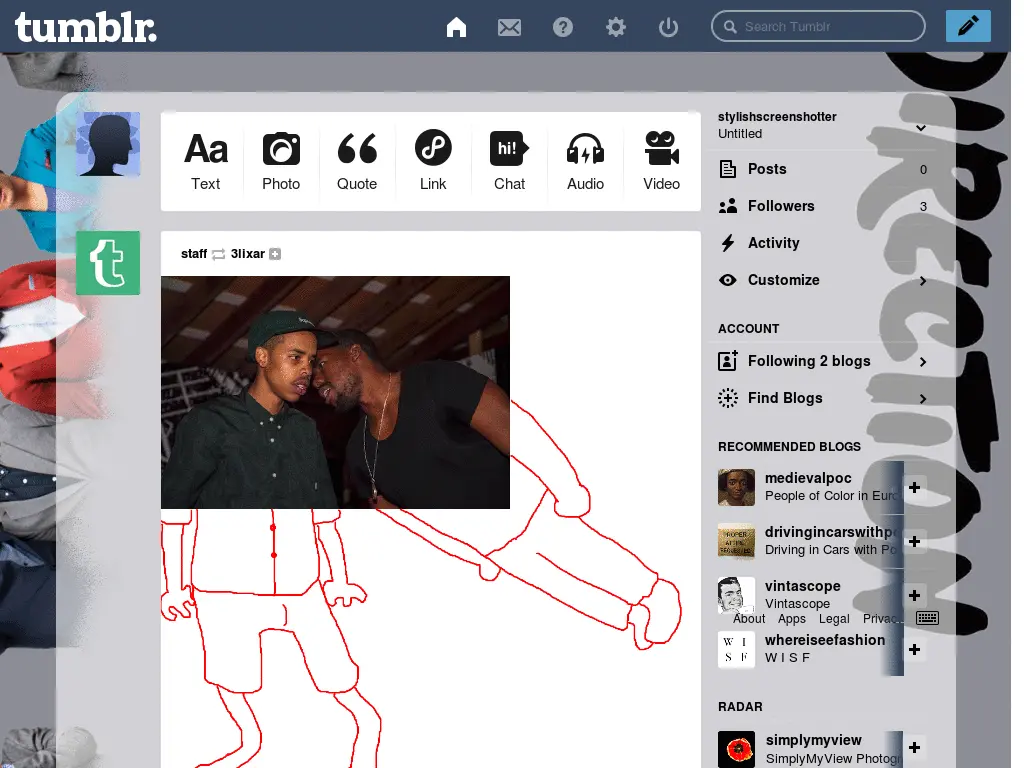 tumblr.
Search Tumblr
stylishscreenshotter
Untitled
Aa
hi!
Text
Photo
Quote
Link
Chat
Audio
Video
Posts 0
Followers 3
Activity
Customize
staff 3lixar
ACCOUNT
Following 2 blogs
Find Blogs
RECOMMENDED BLOGS
medievalpoc
People of Color in Euro
drivingincarswithp
Driving in Cars with Po
vintascope
Vintascope
About Apps Legal Privac
whereiseefashion
W I S F
W I
S F
RADAR
simplymyview
SimplyMyView Photogr